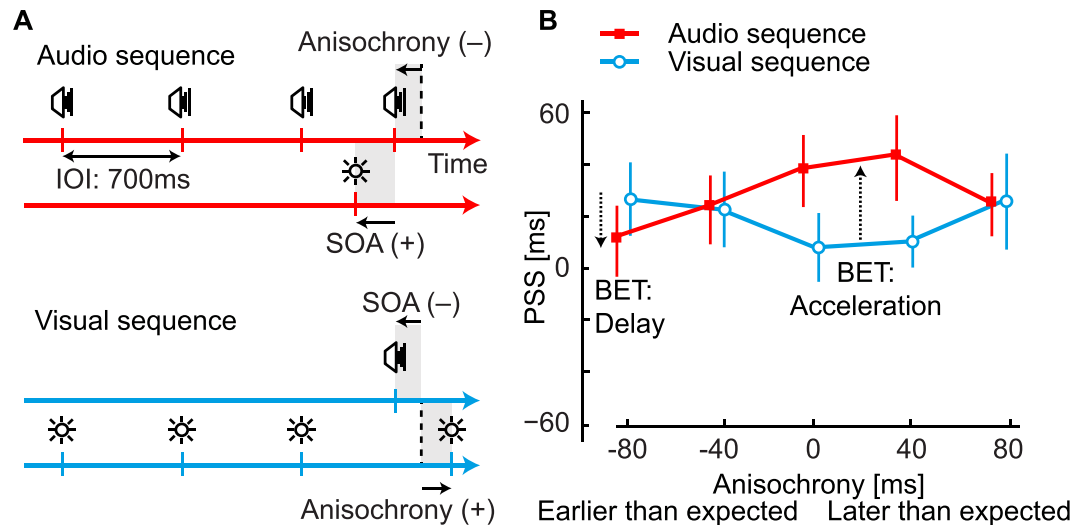 A
Audio sequence
Anisochrony (–)
Time
IOI: 700ms
SOA (+)
Visual sequence
SOA (–)
Anisochrony (+)
B
Audio sequence
Visual sequence
PSS [ms]
60
0
−60
BET:
Delay
BET:
Acceleration
-80 -40 0 40 80
Anisochrony [ms]
Earlier than expected Later than expected